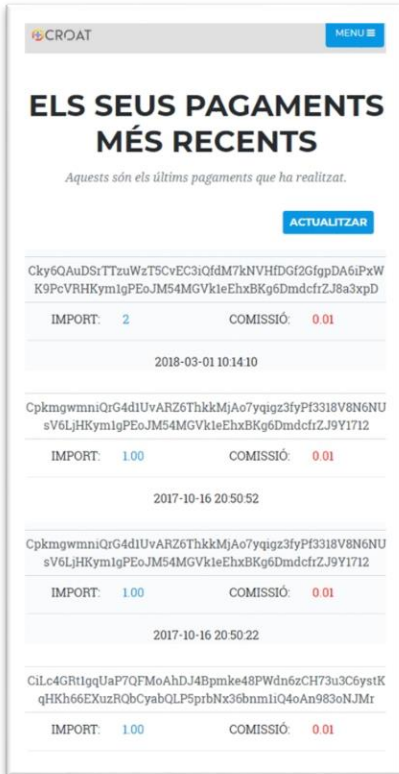 CROAT
MENU
ELS SEUS PAGAMENTS
MÉS RECENTS
Aquests són els últims pagaments que ha realitzat.
ACTUALITZAR
Cky6QAuDSrTTzuWzT5CvEC3iQfdM7kNVHfDGf2GfgpDA6iPxW
K9PcVRHKym1gPEoJM54MGVk1eEhxBKg6DmdcfrZJ8a3xpD
IMPORT: 2 COMISSIÓ: 0.01
2018-03-01 10:14:10
CpkmgwmniQrG4d1UvARZ6ThkkMjAo7yqigz3fyPf3318V8N6NU
sV6LjHKym1gPEoJM54MGVk1eEhxBKg6DmdcfrZJ9Y1712
IMPORT: 1.00 COMISSIÓ: 0.01
2017-10-16 20:50:52
CpkmgwmniQrG4d1UvARZ6ThkkMjAo7yqigz3fyPf3318V8N6NU
sV6LjHKym1gPEoJM54MGVk1eEhxBKg6DmdcfrZJ9Y1712
IMPORT: 1.00 COMISSIÓ: 0.01
2017-10-16 20:50:22
CiLc4GRt1gqUaP7QFMoAhDJ4Bpmke48PWdn6zCH73u3C6ystK
qHKh66EXuzRQbCyabQLP5prbNx36bnm1iQ4oAn983oNJMr
IMPORT: 1.00 COMISSIÓ: 0.01